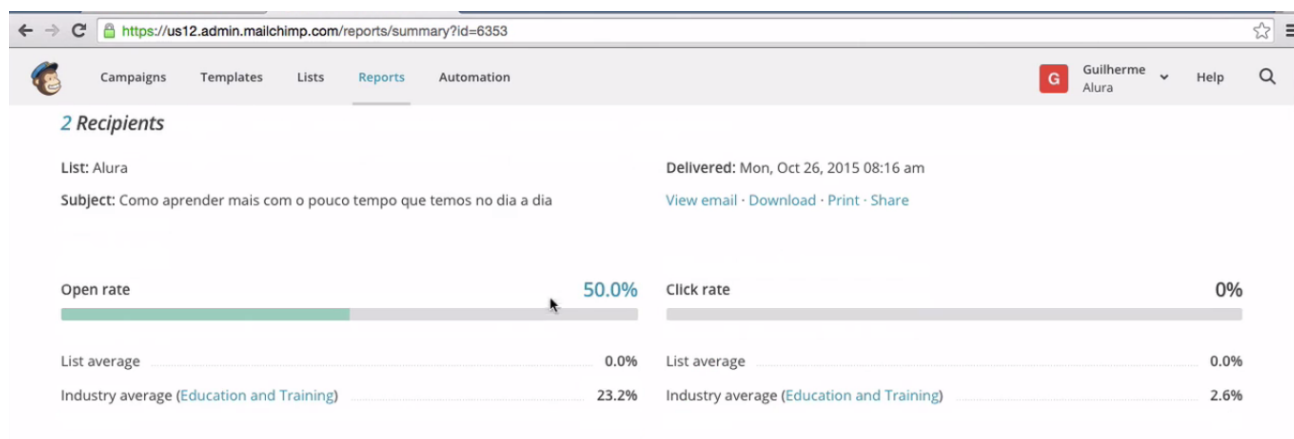 https://us12.admin.mailchimp.com/reports/summary?id=6353
Campaigns Templates Lists Reports Automation G Guilherme Alura Help
2 Recipients
List: Alura Delivered: Mon, Oct 26, 2015 08:16 am
Subject: Como aprender mais com o pouco tempo que temos no dia a dia View email · Download · Print · Share
Open rate 50.0% Click rate 0%
List average 0.0% List average 0.0%
Industry average (Education and Training) 23.2% Industry average (Education and Training) 2.6%